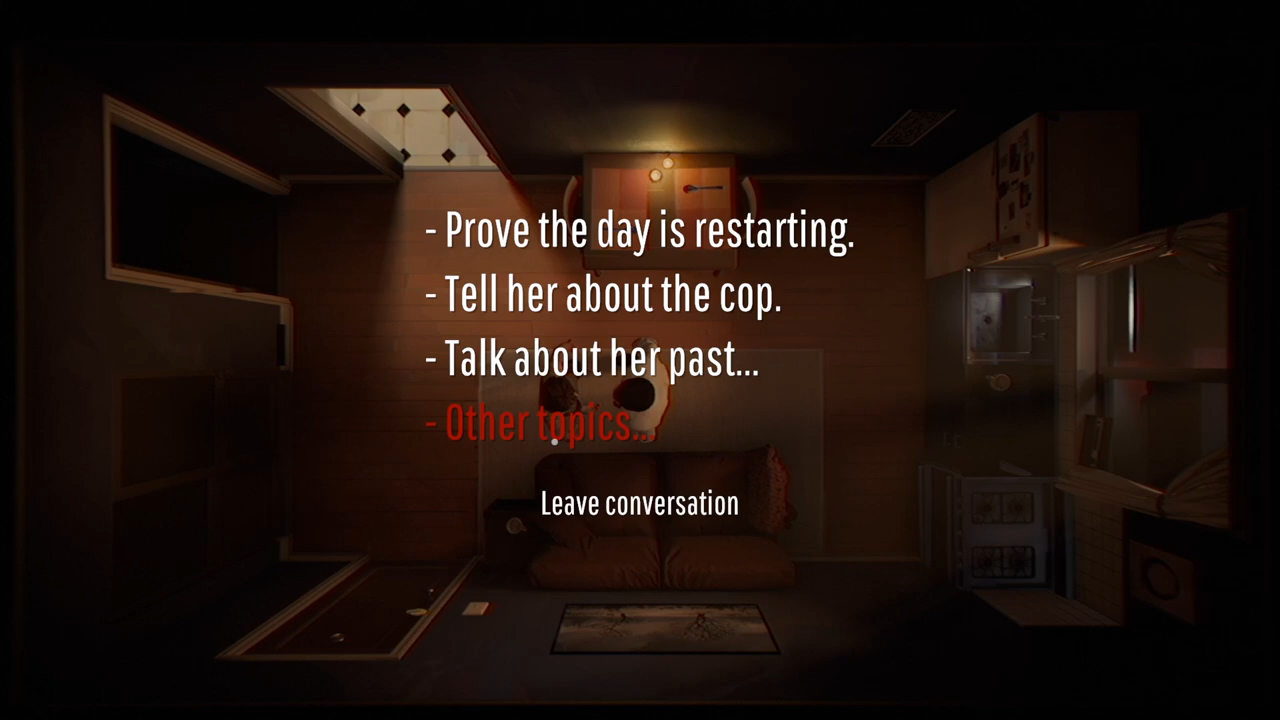 - Prove the day is restarting.
- Tell her about the cop.
- Talk about her past...
- Other topics...
Leave conversation